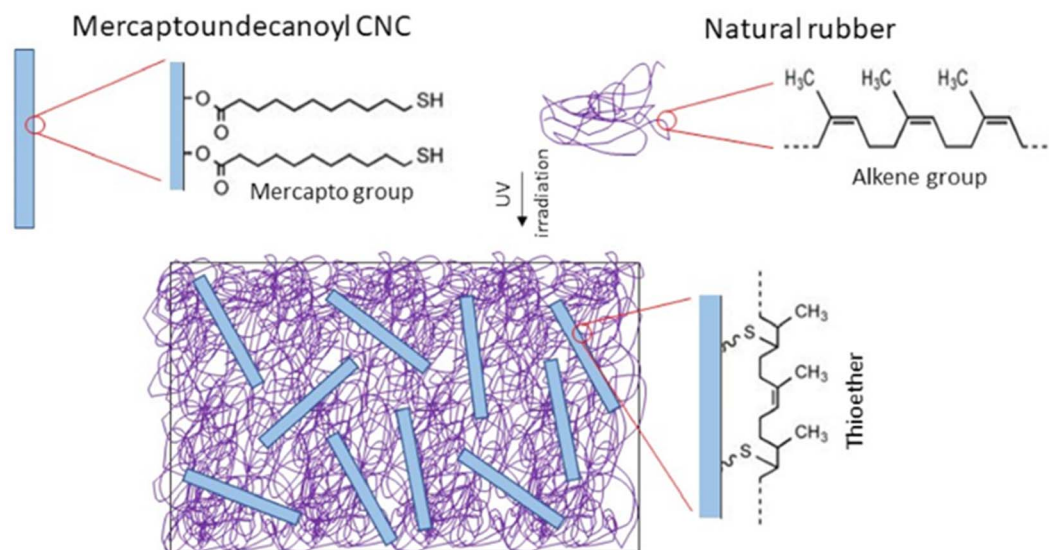 Mercaptoundecanoyl CNC
O
SH
O
O
SH
O
Mercapto group
Natural rubber
H₃C
H₃C
H₃C
Alkene group
UV
irradiation
CH₃
S
CH₃
CH₃
S
Thioether